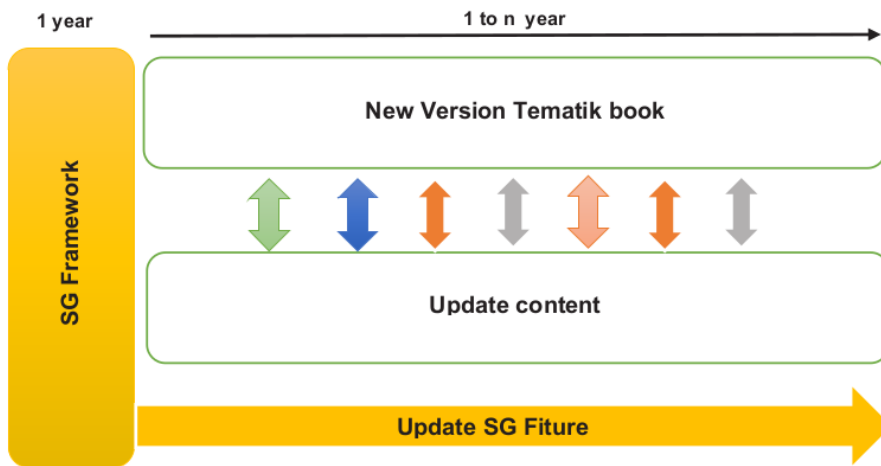 1 year
1 to n year
SG Framework
New Version Tematik book
Update content
Update SG Fiture